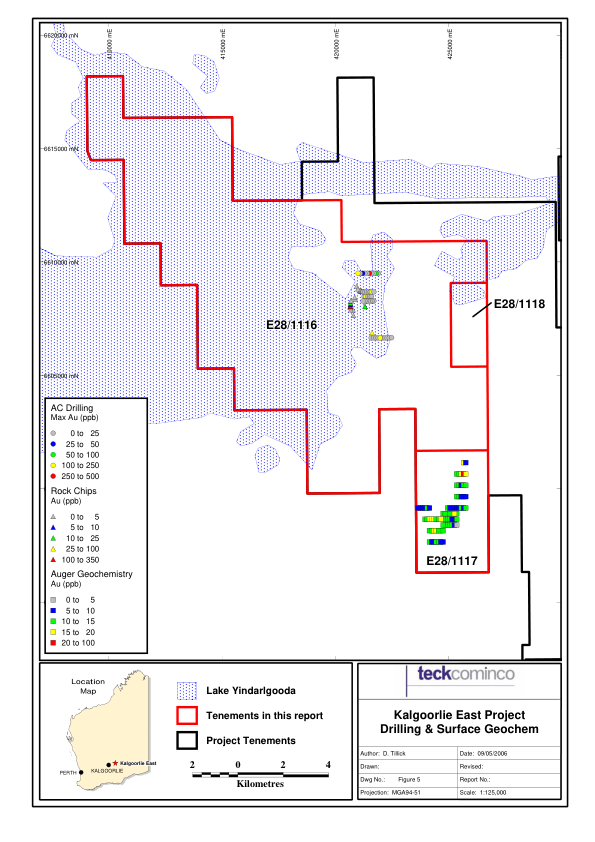 6620000 mN
410000 mE
415000 mE
420000 mE
425000 mE
6615000 mN
6610000 mN
E28/1118
E28/1116
6605000 mN
AC Drilling
Max Au (ppb)
0 to 25
25 to 50
50 to 100
100 to 250
250 to 500
Rock Chips
Au (ppb)
0 to 5
5 to 10
10 to 25
25 to 100
100 to 350
Auger Geochemistry
Au (ppb)
0 to 5
5 to 10
10 to 15
15 to 20
20 to 100
E28/1117
Location
Map
Kalgoorlie East
KALGOORLIE
PERTH
Lake Yindarlgooda
Tenements in this report
Project Tenements
2 0 2 4
Kilometres
teckcominco
Kalgoorlie East Project
Drilling & Surface Geochem
Author: D. Tillick
Date: 09/05/2006
Drawn:
Revised:
Dwg No.: Figure 5
Report No.:
Projection: MGA94-51
Scale: 1:125,000